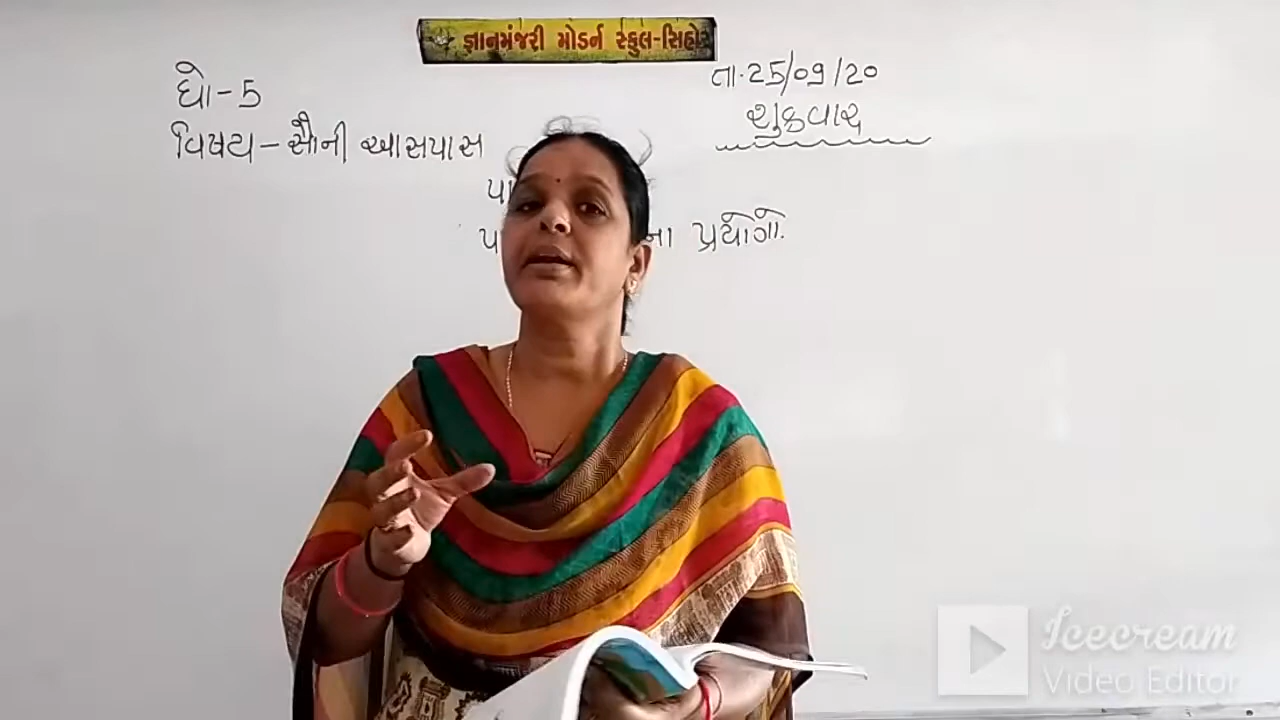 જ્ઞાનમંજરી મોડર્ન સ્કુલ-સિહોર
ધો-5
તા.25/09/20
શુક્રવાર
વિષય-સૌની આસપાસ
પા
પ ના પ્રયોગો.
Icecream
Video Editor